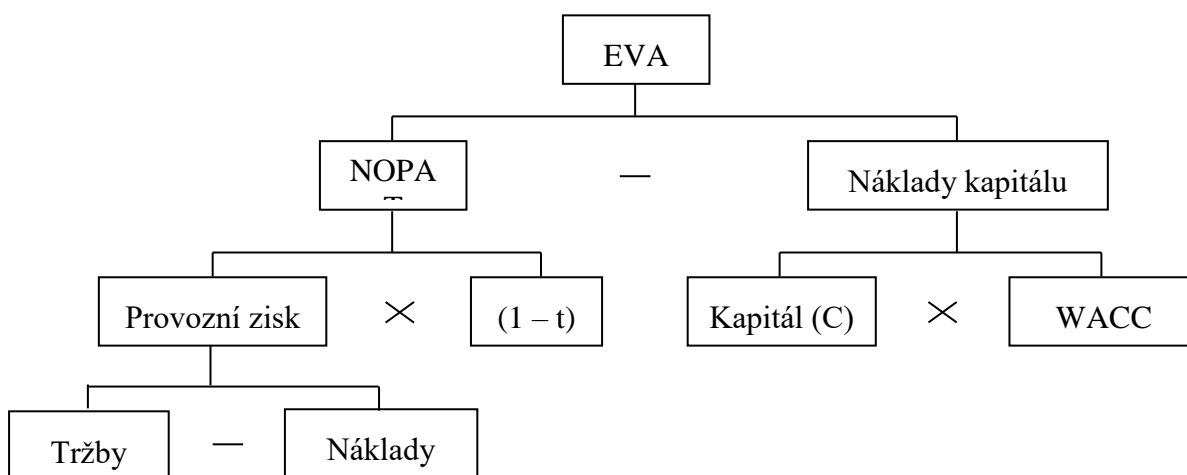 EVA
NOPA
T
—
Náklady kapitálu
Provozní zisk
×
(1 – t)
Kapitál (C)
×
WACC
Tržby
—
Náklady